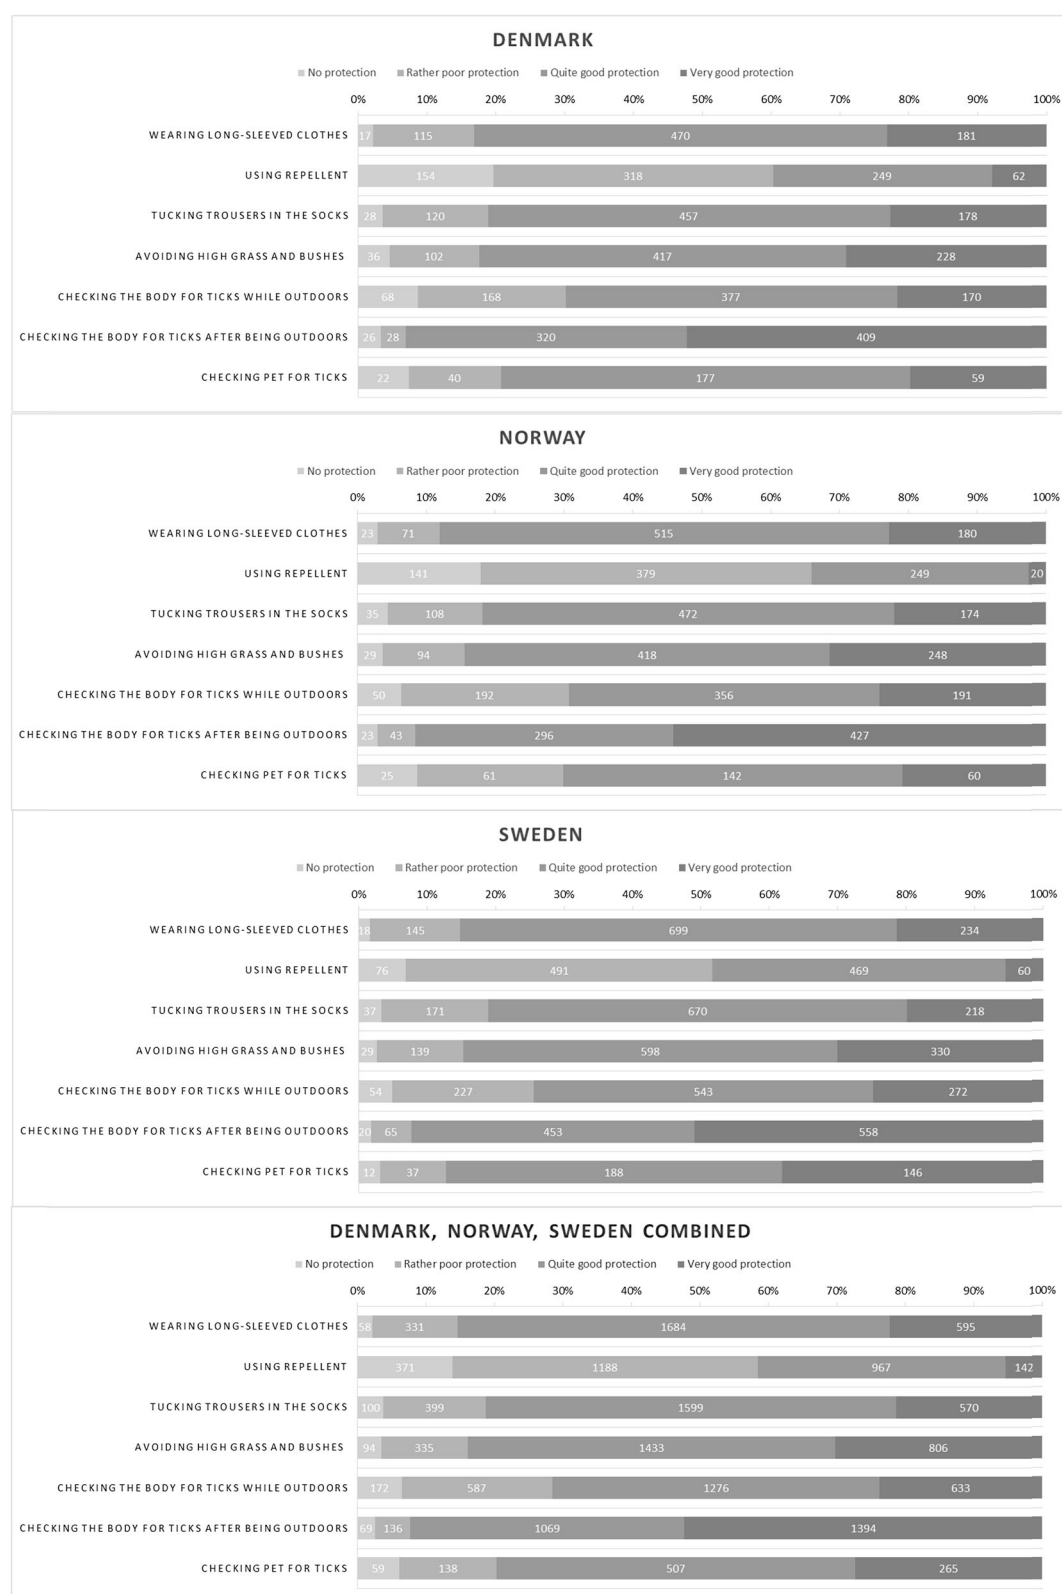 DENMARK
No protection Rather poor protection Quite good protection Very good protection
0% 10% 20% 30% 40% 50% 60% 70% 80% 90% 100%
WEARING LONG-SLEEVED CLOTHES 17 115 470 181
USING REPELLENT 154 318 249 62
TUCKING TROUSERS IN THE SOCKS 28 120 457 178
AVOIDING HIGH GRASS AND BUSHES 36 102 417 228
CHECKING THE BODY FOR TICKS WHILE OUTDOORS 68 168 377 170
CHECKING THE BODY FOR TICKS AFTER BEING OUTDOORS 26 28 320 409
CHECKING PET FOR TICKS 22 40 177 59
NORWAY
No protection Rather poor protection Quite good protection Very good protection
0% 10% 20% 30% 40% 50% 60% 70% 80% 90% 100%
WEARING LONG-SLEEVED CLOTHES 23 71 515 180
USING REPELLENT 141 379 249 20
TUCKING TROUSERS IN THE SOCKS 35 108 472 174
AVOIDING HIGH GRASS AND BUSHES 29 94 418 248
CHECKING THE BODY FOR TICKS WHILE OUTDOORS 50 192 356 191
CHECKING THE BODY FOR TICKS AFTER BEING OUTDOORS 23 43 296 427
CHECKING PET FOR TICKS 25 61 142 60
SWEDEN
No protection Rather poor protection Quite good protection Very good protection
0% 10% 20% 30% 40% 50% 60% 70% 80% 90% 100%
WEARING LONG-SLEEVED CLOTHES 18 145 699 234
USING REPELLENT 76 491 469 60
TUCKING TROUSERS IN THE SOCKS 37 171 670 218
AVOIDING HIGH GRASS AND BUSHES 29 139 598 330
CHECKING THE BODY FOR TICKS WHILE OUTDOORS 54 227 543 272
CHECKING THE BODY FOR TICKS AFTER BEING OUTDOORS 20 65 453 558
CHECKING PET FOR TICKS 12 37 188 146
DENMARK, NORWAY, SWEDEN COMBINED
No protection Rather poor protection Quite good protection Very good protection
0% 10% 20% 30% 40% 50% 60% 70% 80% 90% 100%
WEARING LONG-SLEEVED CLOTHES 58 331 1684 595
USING REPELLENT 371 1188 967 142
TUCKING TROUSERS IN THE SOCKS 100 399 1599 570
AVOIDING HIGH GRASS AND BUSHES 94 335 1433 806
CHECKING THE BODY FOR TICKS WHILE OUTDOORS 172 587 1276 633
CHECKING THE BODY FOR TICKS AFTER BEING OUTDOORS 69 136 1069 1394
CHECKING PET FOR TICKS 59 138 507 265